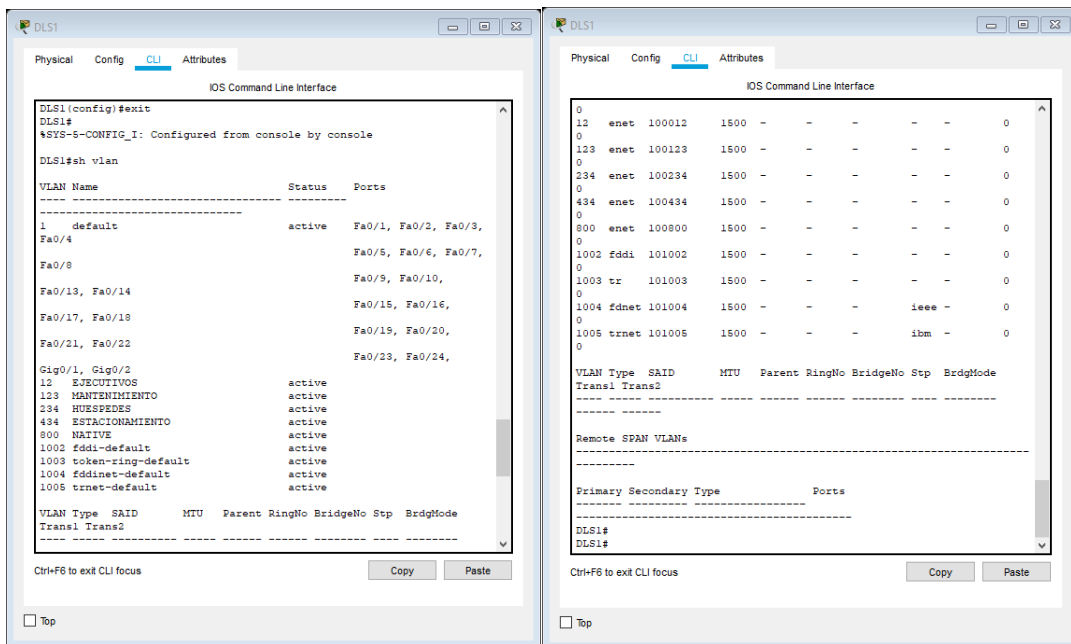 DLS1
Physical Config CLI Attributes
IOS Command Line Interface
DLS1(config)#exit
DLS1#
%SYS-5-CONFIG_I: Configured from console by console
DLS1#sh vlan
VLAN Name                             Status    Ports
---- -------------------------------- ---------
-------------------------------
1    default                          active    Fa0/1, Fa0/2, Fa0/3,
Fa0/4
                                                Fa0/5, Fa0/6, Fa0/7,
Fa0/8
                                                Fa0/9, Fa0/10,
Fa0/13, Fa0/14
                                                Fa0/15, Fa0/16,
Fa0/17, Fa0/18
                                                Fa0/19, Fa0/20,
Fa0/21, Fa0/22
                                                Fa0/23, Fa0/24,
Gig0/1, Gig0/2
12   EJECUTIVOS                       active
123  MANTENIMIENTO                    active
234  HUESPEDES                        active
434  ESTACIONAMIENTO                  active
800  NATIVE                           active
1002 fddi-default                     active
1003 token-ring-default               active
1004 fddinet-default                  active
1005 trnet-default                    active
VLAN Type  SAID       MTU   Parent RingNo BridgeNo Stp  BrdgMode
Trans1 Trans2
---- ----- ---------- ----- ------ ------ -------- ---- --------
Ctrl+F6 to exit CLI focus
Copy Paste
Top
DLS1
Physical Config CLI Attributes
IOS Command Line Interface
0
12   enet  100012     1500  -      -      -        -    -        0
0
123  enet  100123     1500  -      -      -        -    -        0
0
234  enet  100234     1500  -      -      -        -    -        0
0
434  enet  100434     1500  -      -      -        -    -        0
0
800  enet  100800     1500  -      -      -        -    -        0
0
1002 fddi  101002     1500  -      -      -        -    -        0
0
1003 tr    101003     1500  -      -      -        -    -        0
0
1004 fdnet 101004     1500  -      -      -        ieee -        0
0
1005 trnet 101005     1500  -      -      -        ibm  -        0
0
VLAN Type  SAID       MTU   Parent RingNo BridgeNo Stp  BrdgMode
Trans1 Trans2
---- ----- ---------- ----- ------ ------ -------- ---- --------
------ ------
Remote SPAN VLANs
----------------------------------------------------------------------
---------
Primary Secondary Type              Ports
------- --------- -----------------
------------------------------------------
DLS1#
DLS1#
Ctrl+F6 to exit CLI focus
Copy Paste
Top